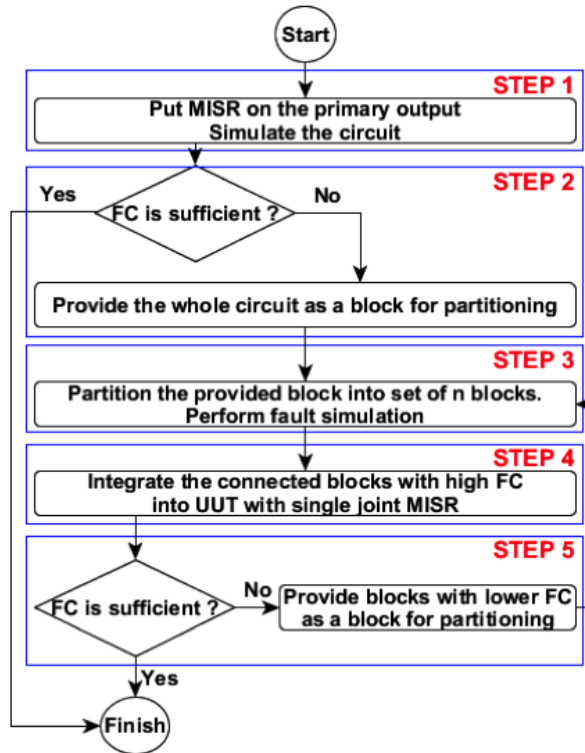 Start
STEP 1
Put MISR on the primary output
Simulate the circuit
STEP 2
Yes
FC is sufficient ?
No
Provide the whole circuit as a block for partitioning
STEP 3
Partition the provided block into set of n blocks.
Perform fault simulation
STEP 4
Integrate the connected blocks with high FC
into UUT with single joint MISR
STEP 5
FC is sufficient ?
No
Provide blocks with lower FC
as a block for partitioning
Yes
Finish